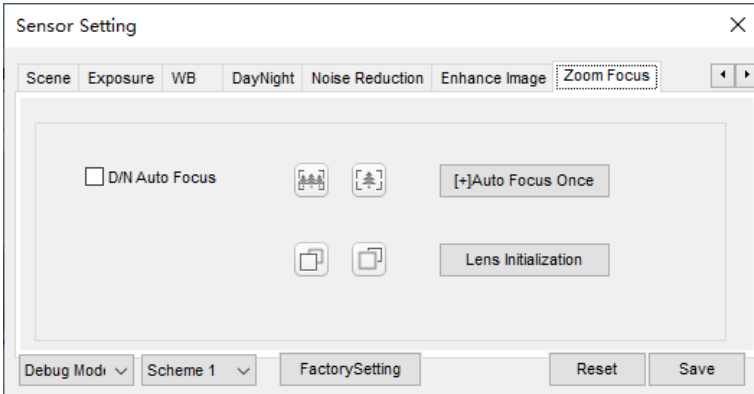 Sensor Setting
Scene Exposure WB DayNight Noise Reduction Enhance Image Zoom Focus
D/N Auto Focus [+]Auto Focus Once
Lens Initialization
Debug Mode Scheme 1 FactorySetting Reset Save